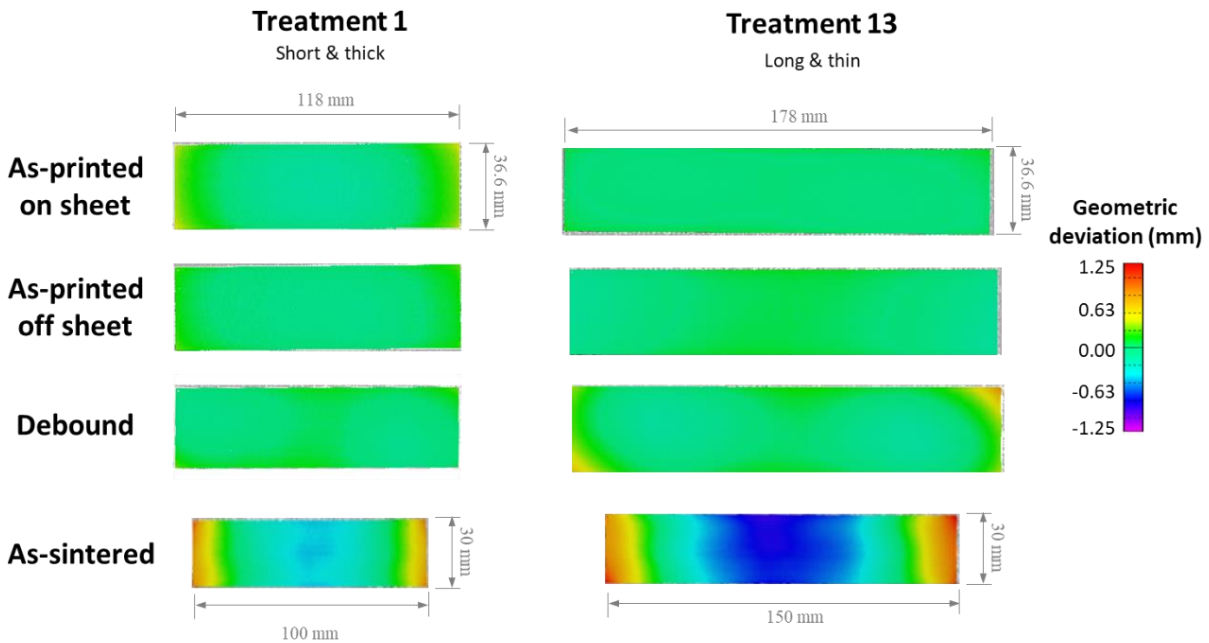 Treatment 1
Short & thick
Treatment 13
Long & thin
118 mm
178 mm
As-printed
on sheet
36.6 mm
36.6 mm
Geometric
deviation (mm)
1.25
0.63
0.00
-0.63
-1.25
As-printed
off sheet
Debound
As-sintered
30 mm
30 mm
100 mm
150 mm